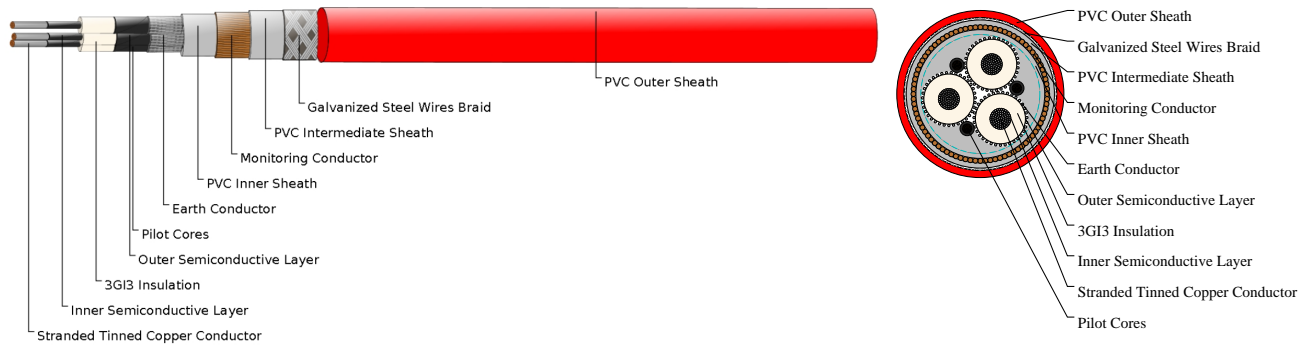 PVC Outer Sheath
Galvanized Steel Wires Braid
PVC Intermediate Sheath
Monitoring Conductor
PVC Inner Sheath
Earth Conductor
Pilot Cores
Outer Semiconductive Layer
3GI3 Insulation
Inner Semiconductive Layer
Stranded Tinned Copper Conductor
PVC Outer Sheath
Galvanized Steel Wires Braid
PVC Intermediate Sheath
Monitoring Conductor
PVC Inner Sheath
Earth Conductor
Outer Semiconductive Layer
3GI3 Insulation
Inner Semiconductive Layer
Stranded Tinned Copper Conductor
Pilot Cores